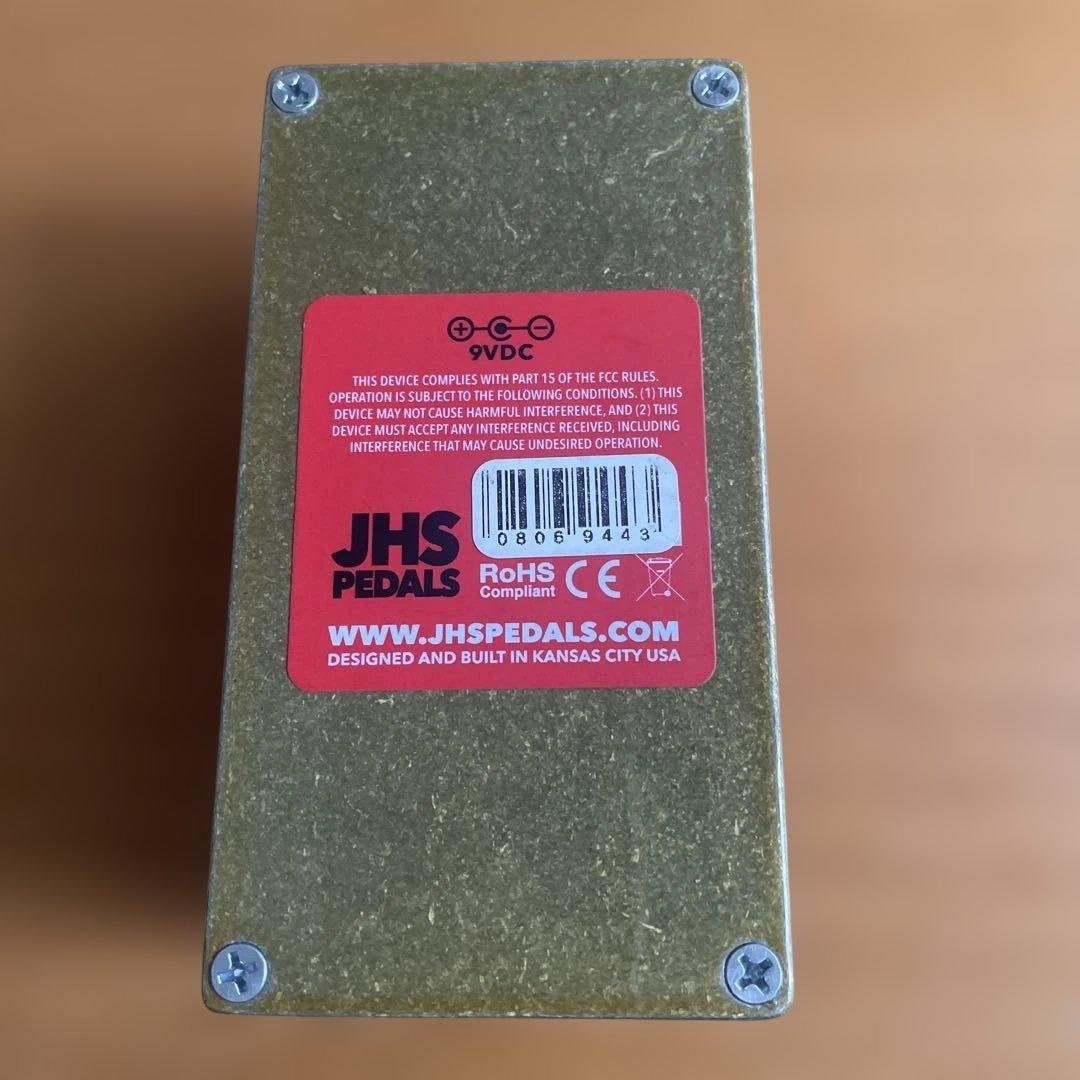 9VDC
THIS DEVICE COMPLIES WITH PART 15 OF THE FCC RULES.
OPERATION IS SUBJECT TO THE FOLLOWING CONDITIONS. (1) THIS
DEVICE MAY NOT CAUSE HARMFUL INTERFERENCE, AND (2) THIS
DEVICE MUST ACCEPT ANY INTERFERENCE RECEIVED, INCLUDING
INTERFERENCE THAT MAY CAUSE UNDESIRED OPERATION.
08069443
JHS
PEDALS
RoHS
Compliant
CE
WWW.JHSPEDALS.COM
DESIGNED AND BUILT IN KANSAS CITY USA